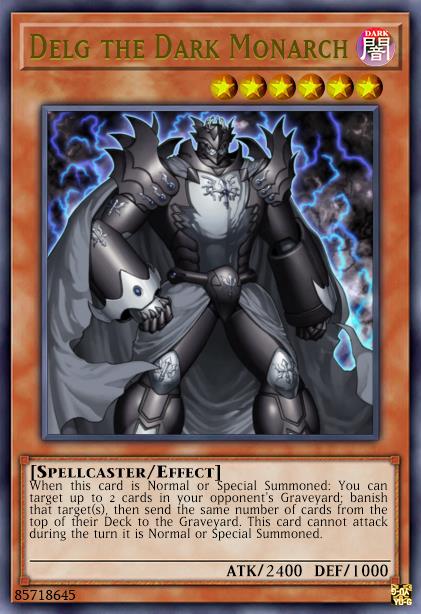 Delg the Dark Monarch
DARK
闇
[Spellcaster/Effect]
When this card is Normal or Special Summoned: You can
target up to 2 cards in your opponent's Graveyard; banish
that target(s), then send the same number of cards from the
top of their Deck to the Graveyard. This card cannot attack
during the turn it is Normal or Special Summoned.
ATK/2400 DEF/1000
85718645